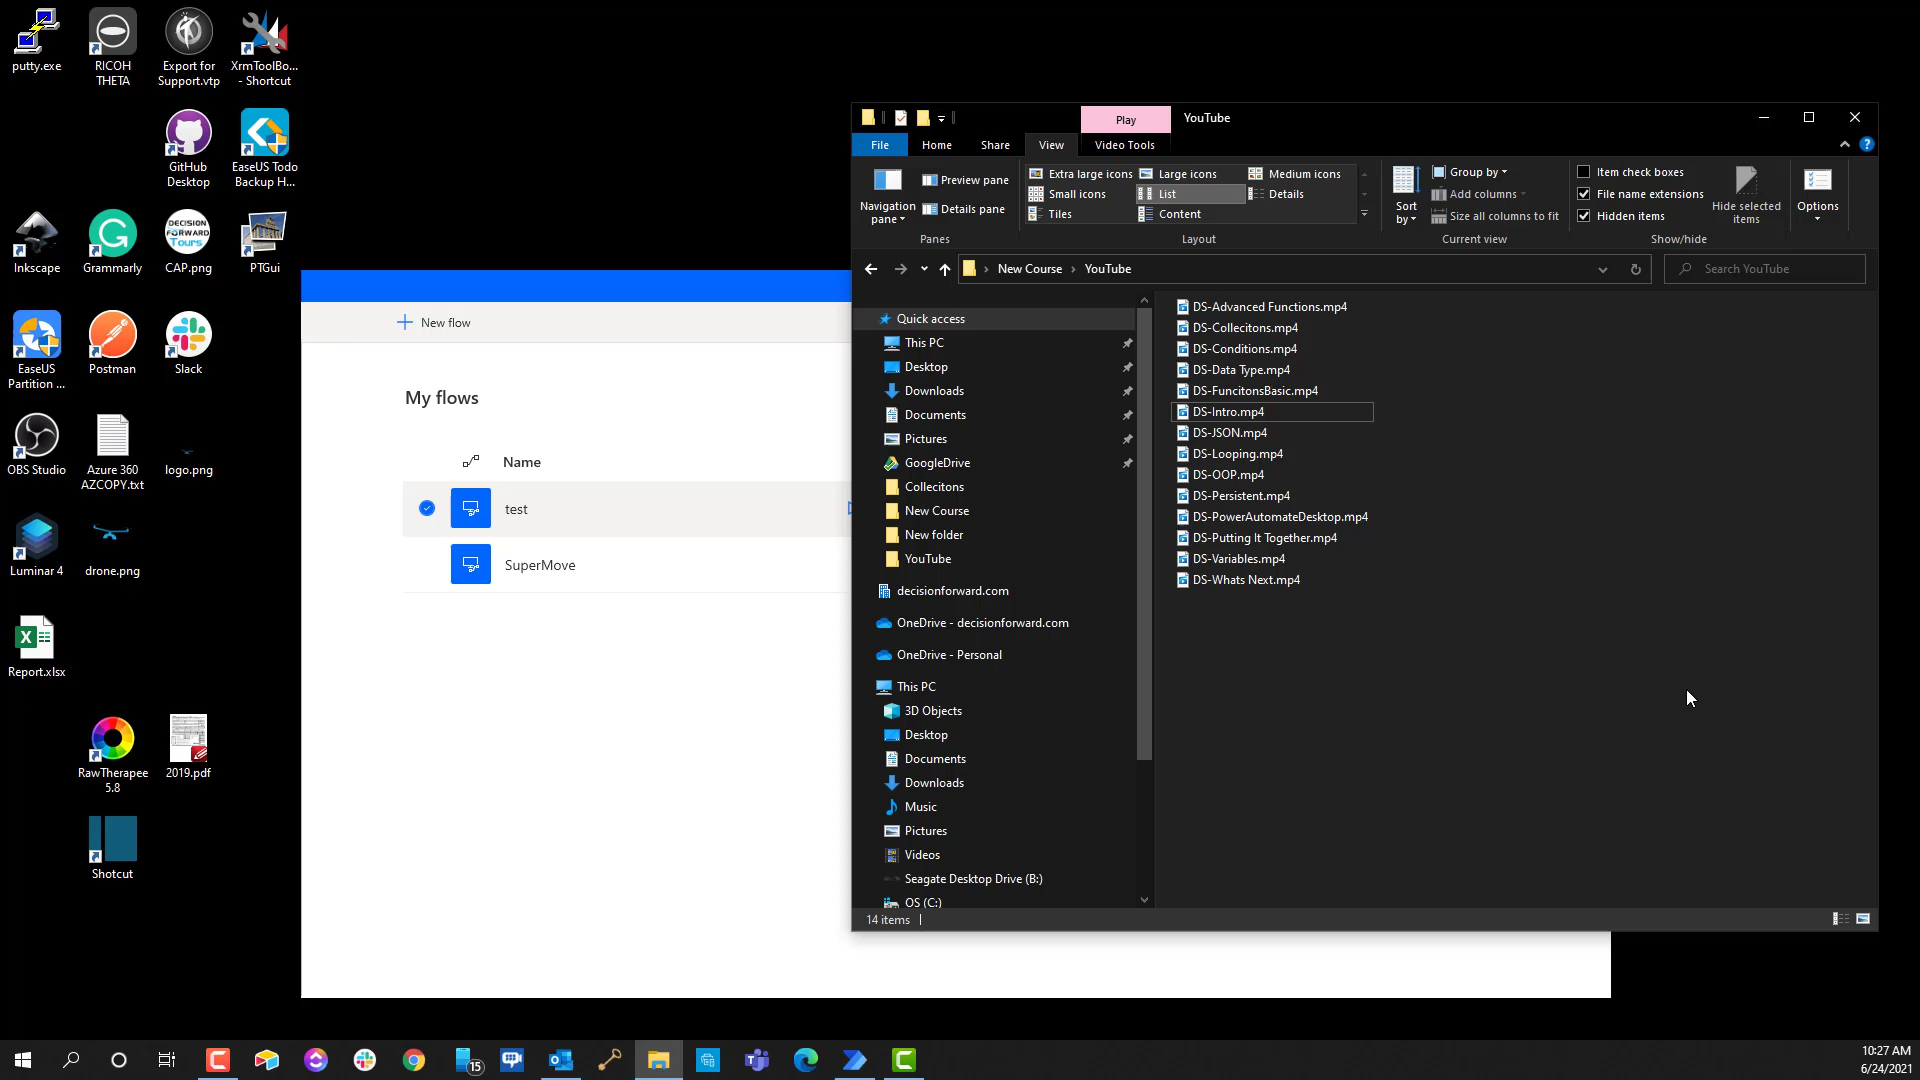 putty.exe
RICOH
THETA
Export for
Support.vtp
XrmToolBo...
- Shortcut
GitHub
Desktop
EaseUS Todo
Backup H...
Inkscape
Grammarly
DECISION
FORWARD
Tours
CAP.png
PTGui
EaseUS
Partition ...
Postman
Slack
OBS Studio
Azure 360
AZCOPY.txt
logo.png
Luminar 4
drone.png
Report.xlsx
RawTherapee
5.8
2019.pdf
Shotcut
New flow
My flows
Name
test
SuperMove
Play
YouTube
File
Home
Share
View
Video Tools
Navigation
pane
Preview pane
Details pane
Panes
Extra large icons
Large icons
Medium icons
Small icons
List
Details
Tiles
Content
Layout
Sort
by
Group by
Add columns
Size all columns to fit
Current view
Item check boxes
File name extensions
Hidden items
Hide selected
items
Show/hide
Options
New Course
YouTube
Search YouTube
Quick access
This PC
Desktop
Downloads
Documents
Pictures
GoogleDrive
Collecitons
New Course
New folder
YouTube
decisionforward.com
OneDrive - decisionforward.com
OneDrive - Personal
This PC
3D Objects
Desktop
Documents
Downloads
Music
Pictures
Videos
Seagate Desktop Drive (B:)
OS (C:)
DS-Advanced Functions.mp4
DS-Collecitons.mp4
DS-Conditions.mp4
DS-Data Type.mp4
DS-FuncitonsBasic.mp4
DS-Intro.mp4
DS-JSON.mp4
DS-Looping.mp4
DS-OOP.mp4
DS-Persistent.mp4
DS-PowerAutomateDesktop.mp4
DS-Putting It Together.mp4
DS-Variables.mp4
DS-Whats Next.mp4
14 items
15
10:27 AM
6/24/2021